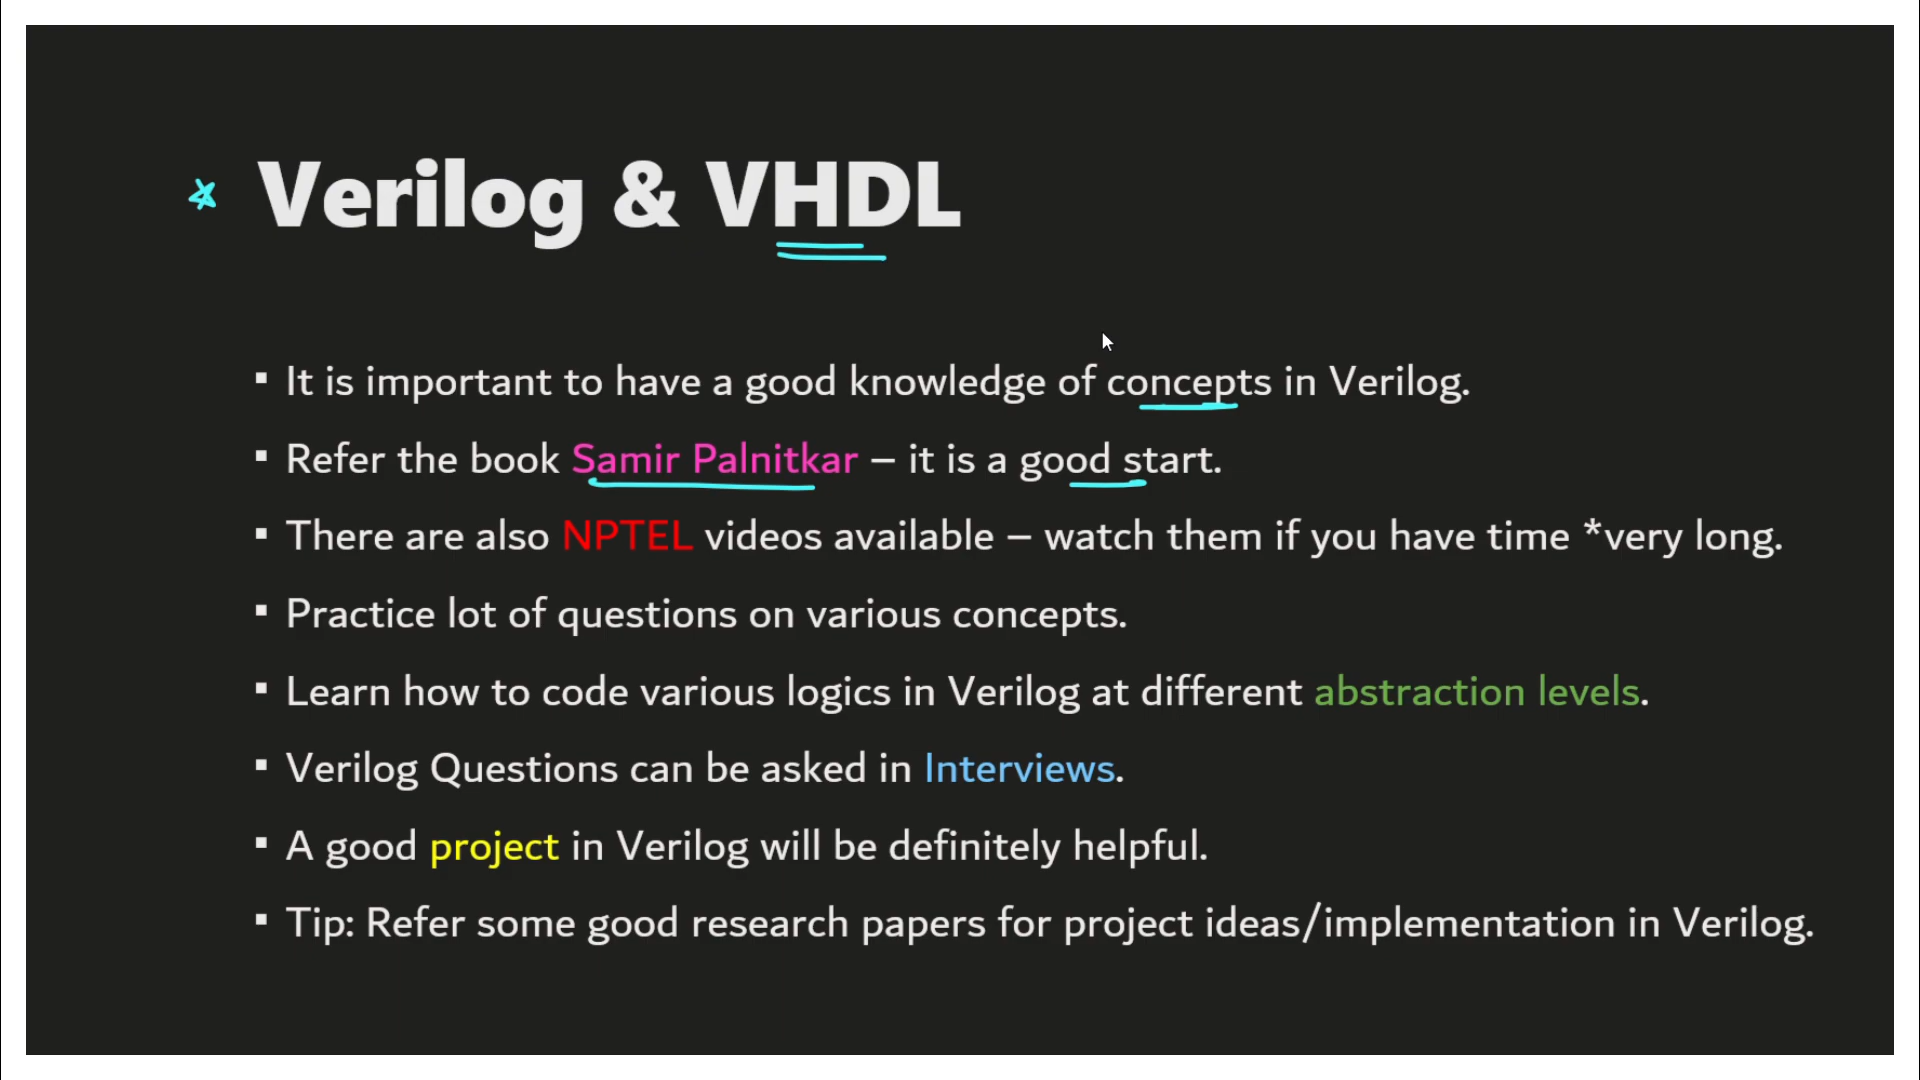 Verilog & VHDL
▪ It is important to have a good knowledge of concepts in Verilog.
▪ Refer the book Samir Palnitkar – it is a good start.
▪ There are also NPTEL videos available – watch them if you have time *very long.
▪ Practice lot of questions on various concepts.
▪ Learn how to code various logics in Verilog at different abstraction levels.
▪ Verilog Questions can be asked in Interviews.
▪ A good project in Verilog will be definitely helpful.
▪ Tip: Refer some good research papers for project ideas/implementation in Verilog.